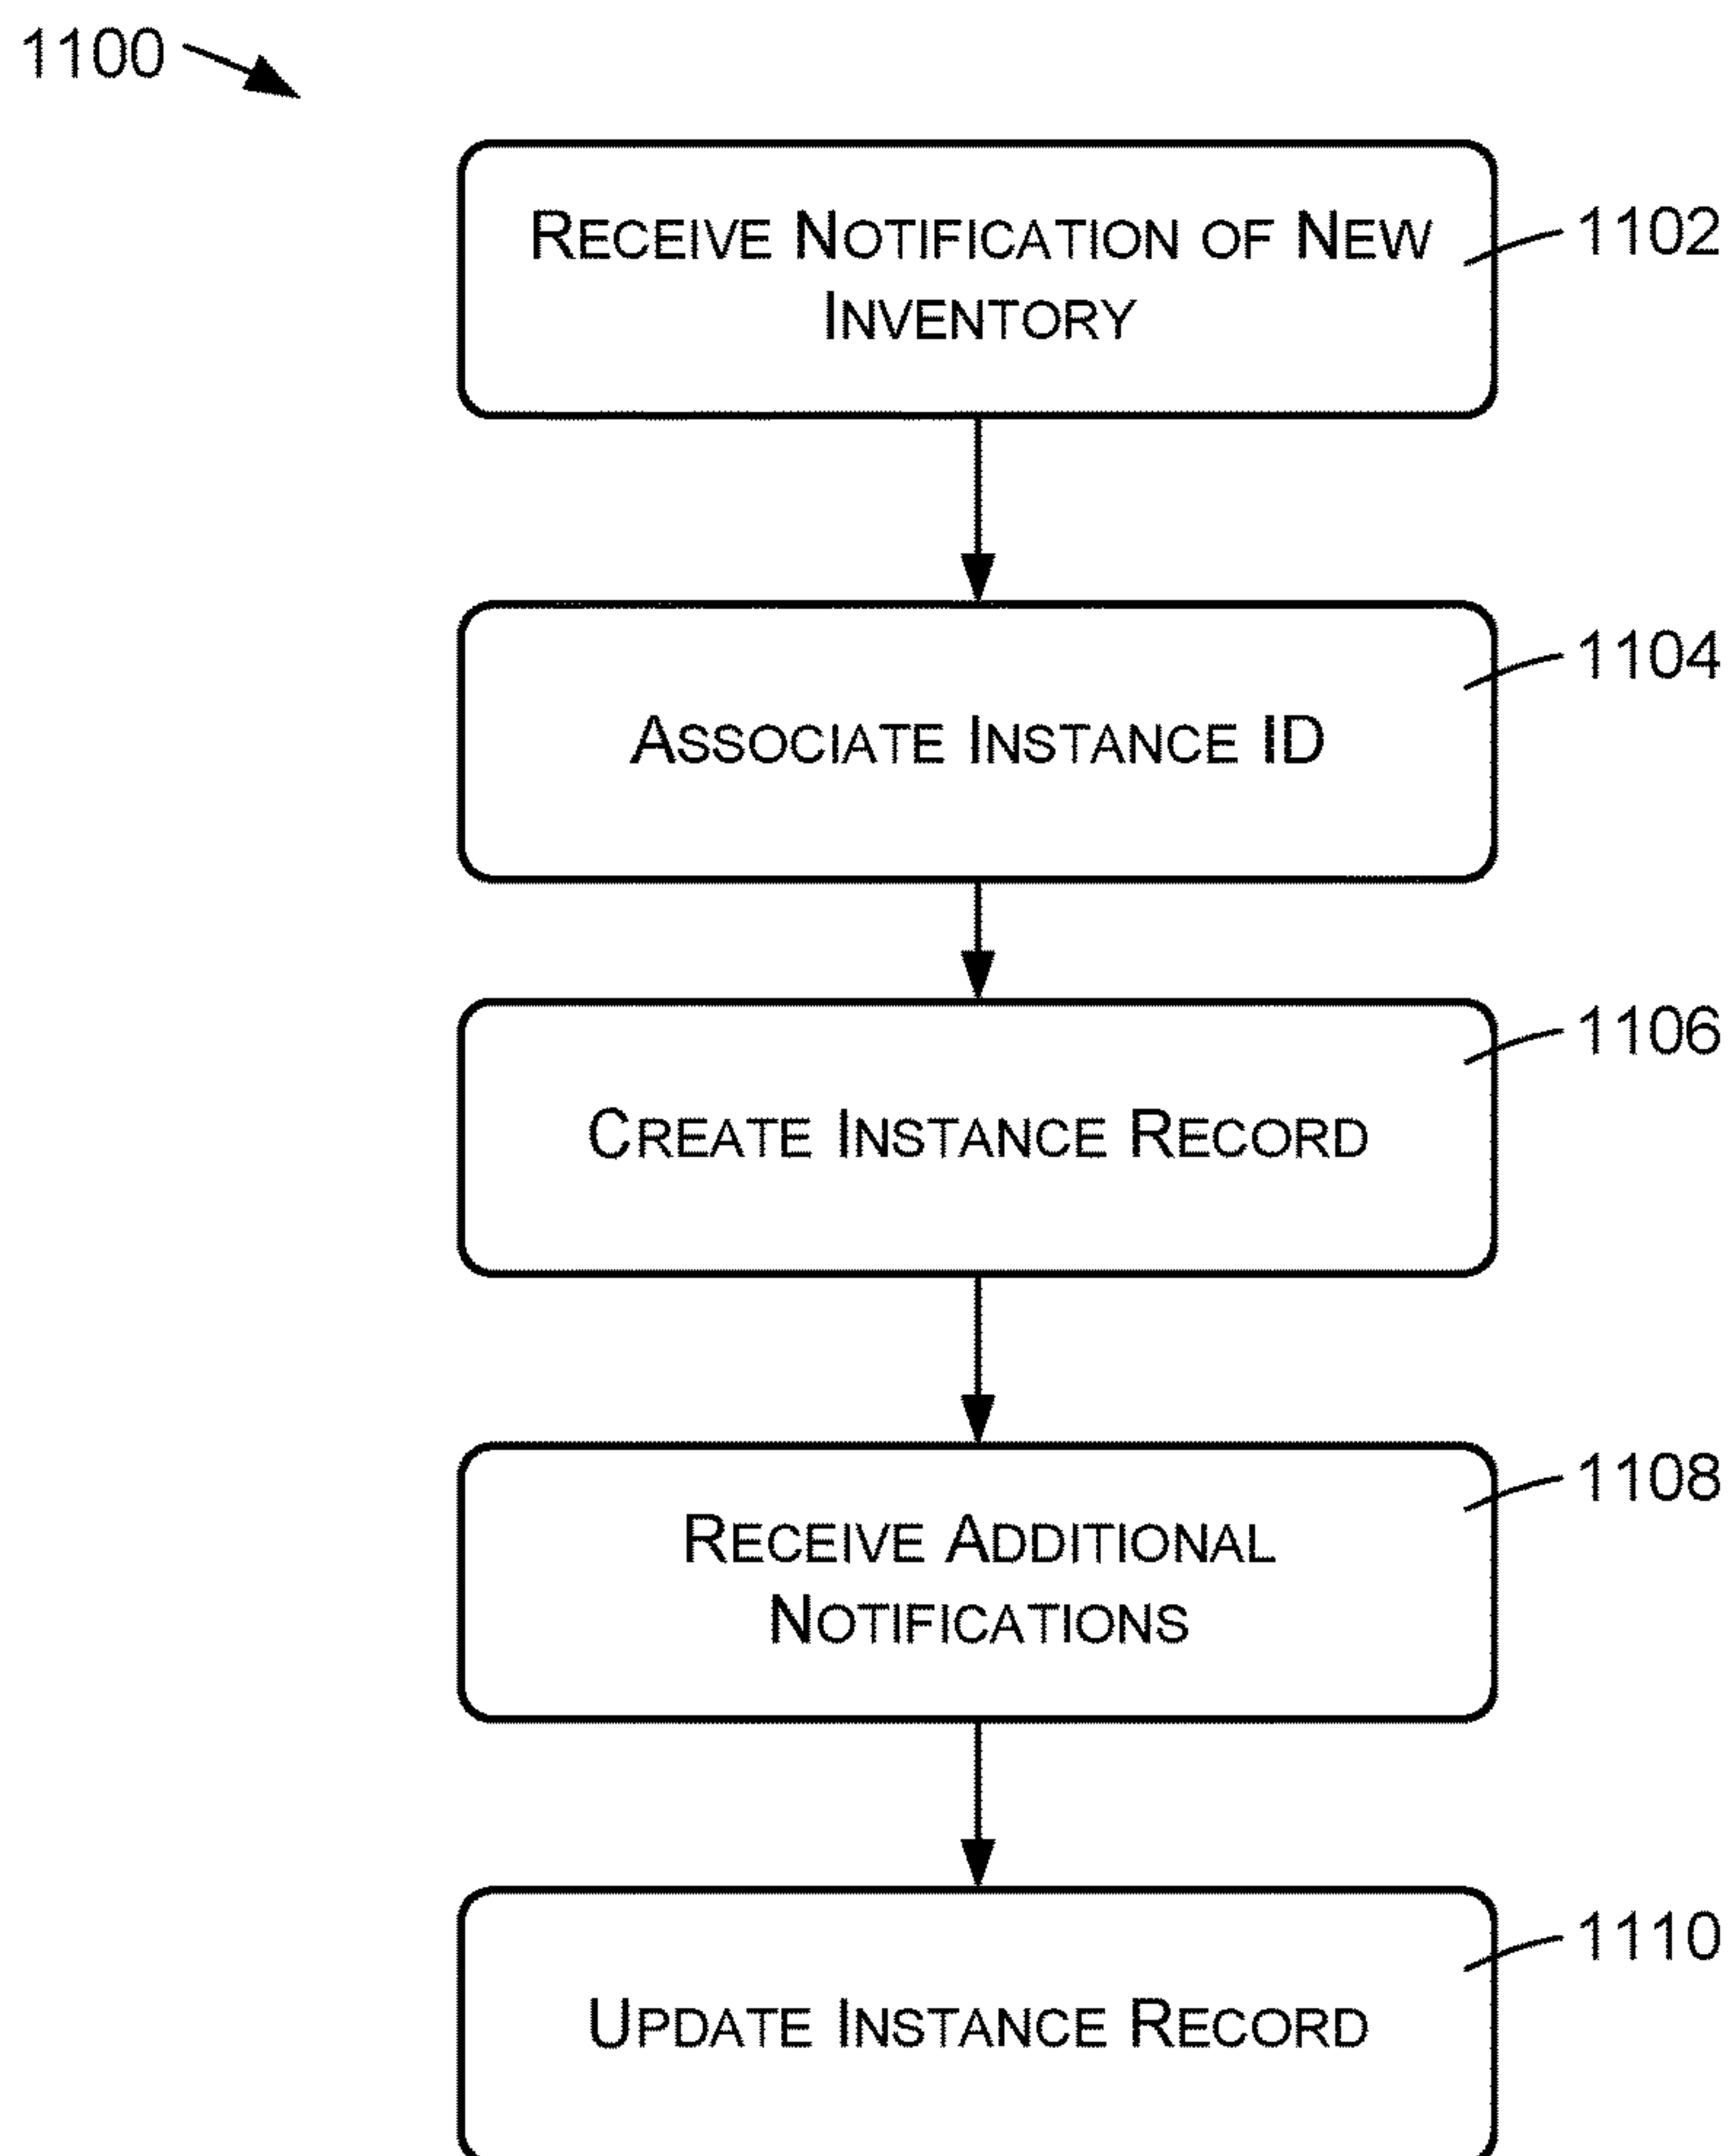 1100
RECEIVE NOTIFICATION OF NEW
INVENTORY
1102
ASSOCIATE INSTANCE ID
1104
CREATE INSTANCE RECORD
1106
RECEIVE ADDITIONAL
NOTIFICATIONS
1108
UPDATE INSTANCE RECORD
1110